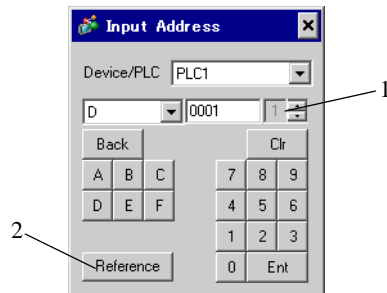 Input Address
Device/PLC PLC1
1
D 0001 1
Back Clr
A B C 7 8 9
D E F 4 5 6
1 2 3
2
Reference 0 Ent